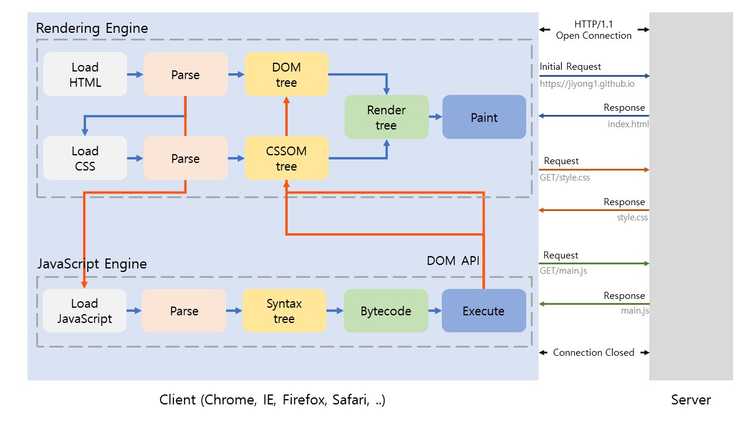 Rendering Engine
Load
HTML
Parse
DOM
tree
Render
tree
Paint
Load
CSS
Parse
CSSOM
tree
JavaScript Engine
DOM API
Load
JavaScript
Parse
Syntax
tree
Bytecode
Execute
HTTP/1.1
Open Connection
Initial Request
https://jiyong1.github.io
Response
index.html
Request
GET/style.css
Response
style.css
Request
GET/main.js
Response
main.js
Connection Closed
Client (Chrome, IE, Firefox, Safari, ..)
Server